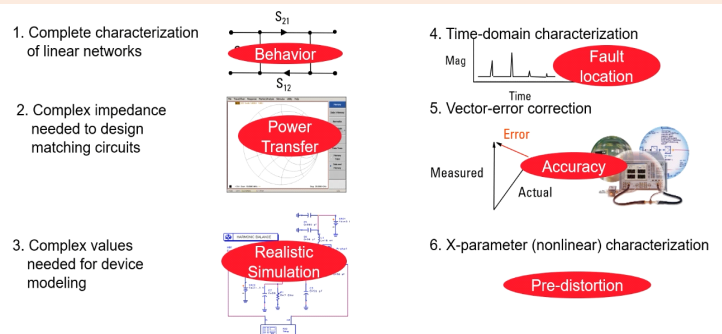 1. Complete characterization
of linear networks
S21
Behavior
S12
2. Complex impedance
needed to design
matching circuits
Power
Transfer
3. Complex values
needed for device
modeling
HARMONIC BALANCE
Realistic
Simulation
4. Time-domain characterization
Mag
Fault
location
Time
5. Vector-error correction
Error
Measured
Accuracy
Actual
6. X-parameter (nonlinear) characterization
Pre-distortion